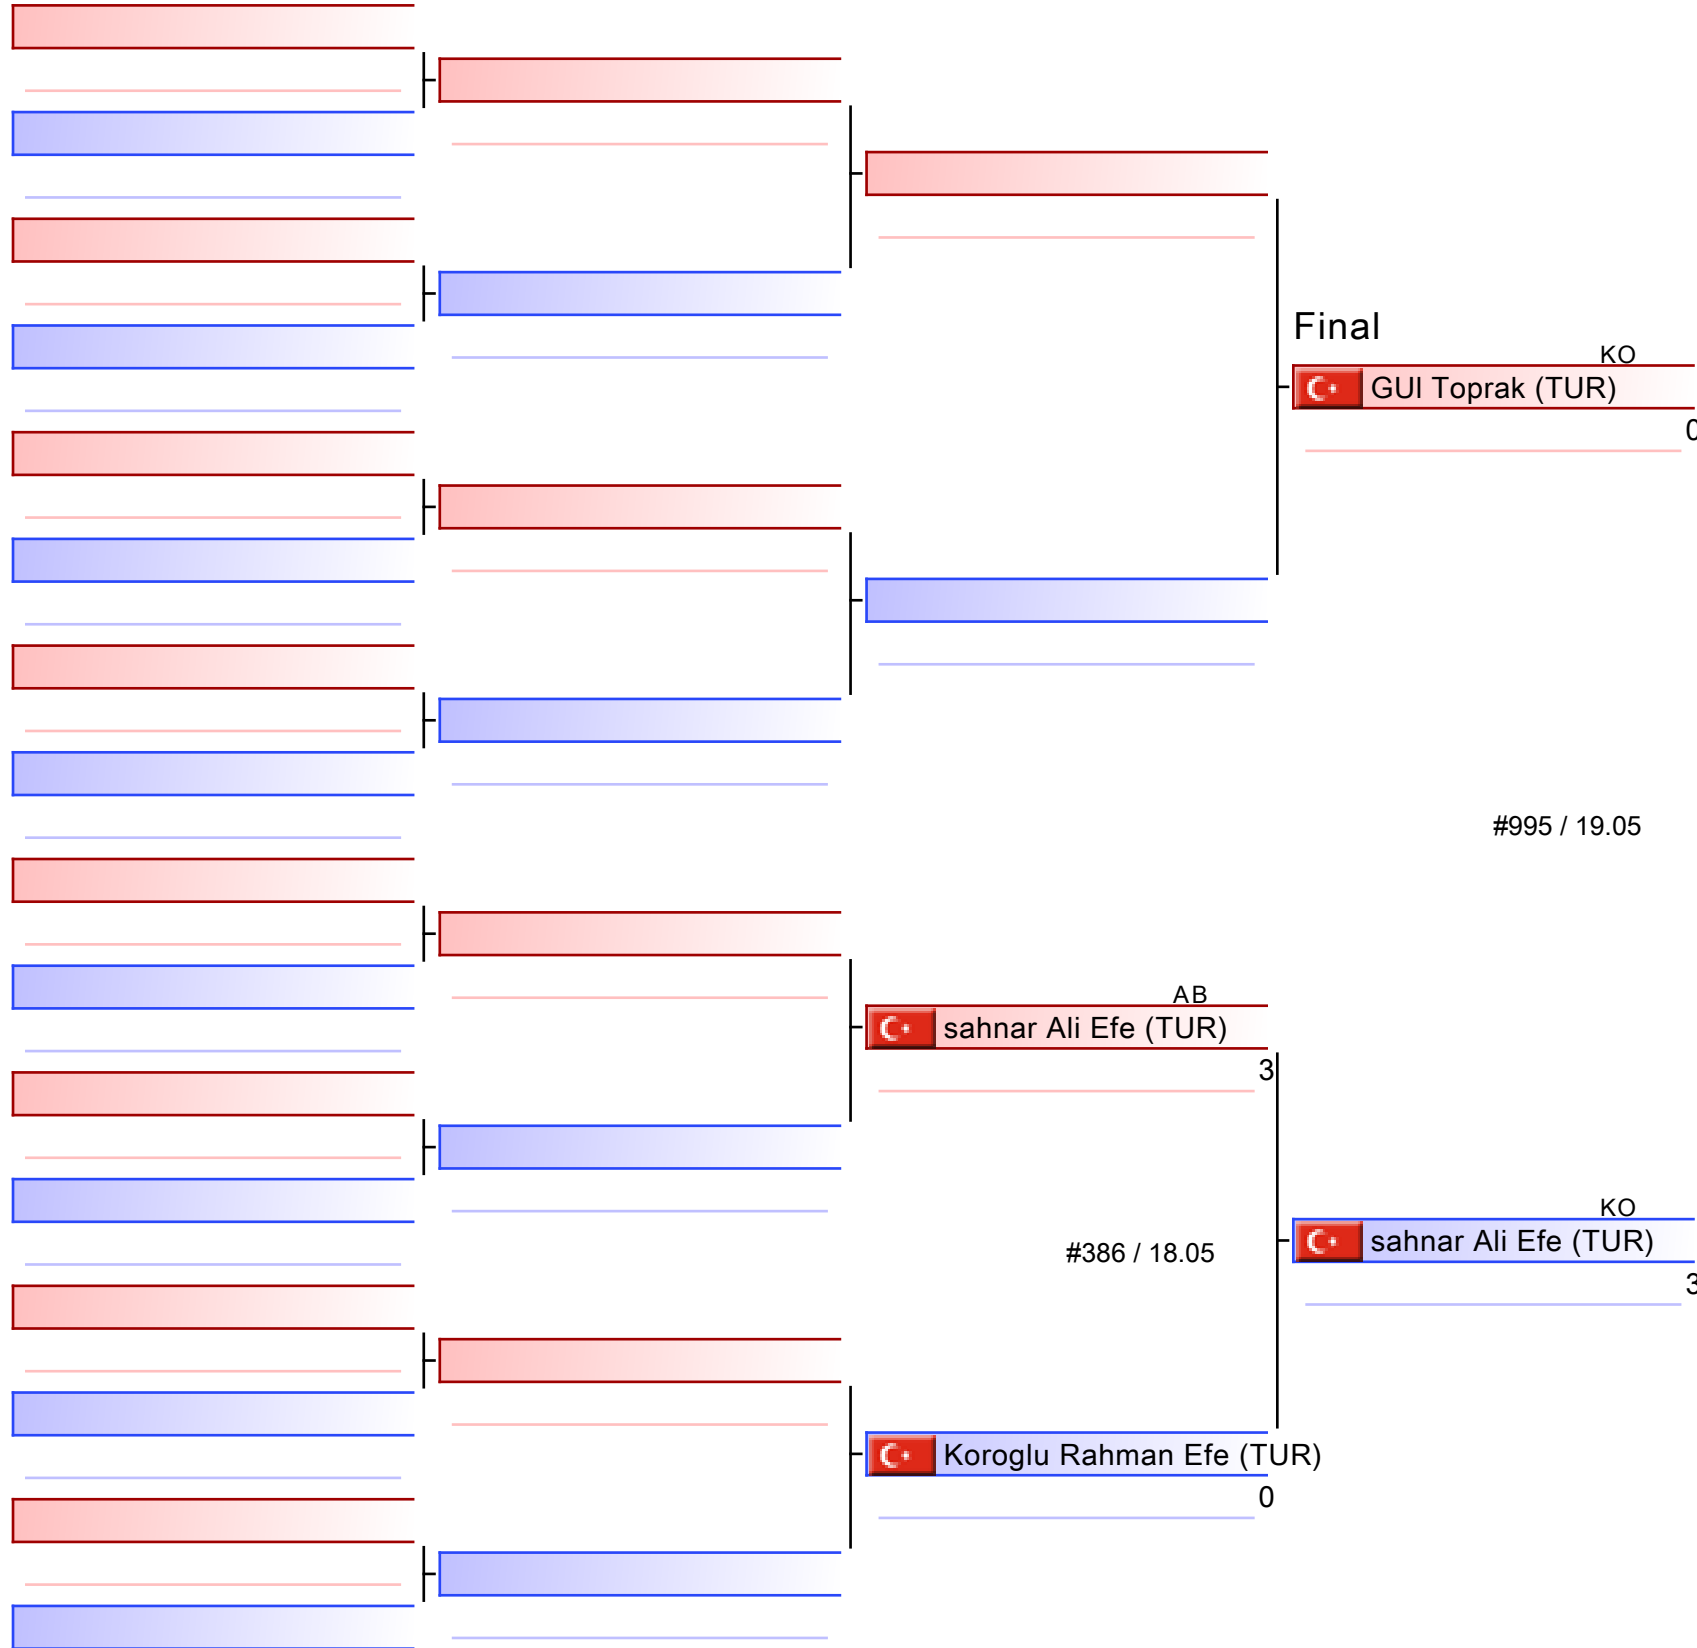 Final
KO
GUl Toprak (TUR)
0
#995 / 19.05
AB
sahnar Ali Efe (TUR)
3
KO
sahnar Ali Efe (TUR)
#386 / 18.05
3
Koroglu Rahman Efe (TUR)
0